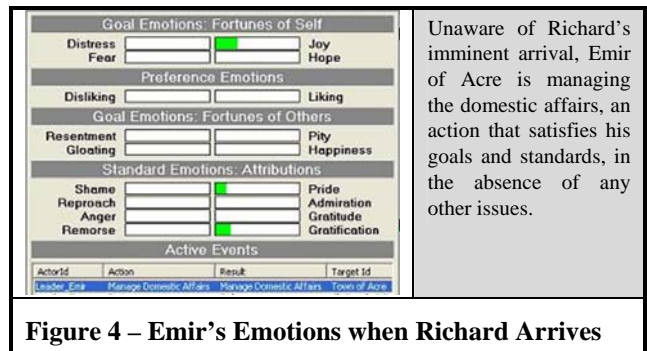 Goal Emotions: Fortunes of Self
Distress Joy
Fear Hope
Preference Emotions
Disliking Liking
Goal Emotions: Fortunes of Others
Resentment Pity
Gloating Happiness
Standard Emotions: Attributions
Shame Pride
Reproach Admiration
Anger Gratitude
Remorse Gratification
Active Events
ActorId Action Result Target Id
Leader_Emir Manage Domestic Affairs Manage Domestic Affairs Town of Acre
Unaware of Richard's
imminent arrival, Emir
of Acre is managing
the domestic affairs, an
action that satisfies his
goals and standards, in
the absence of any
other issues.
Figure 4 – Emir's Emotions when Richard Arrives